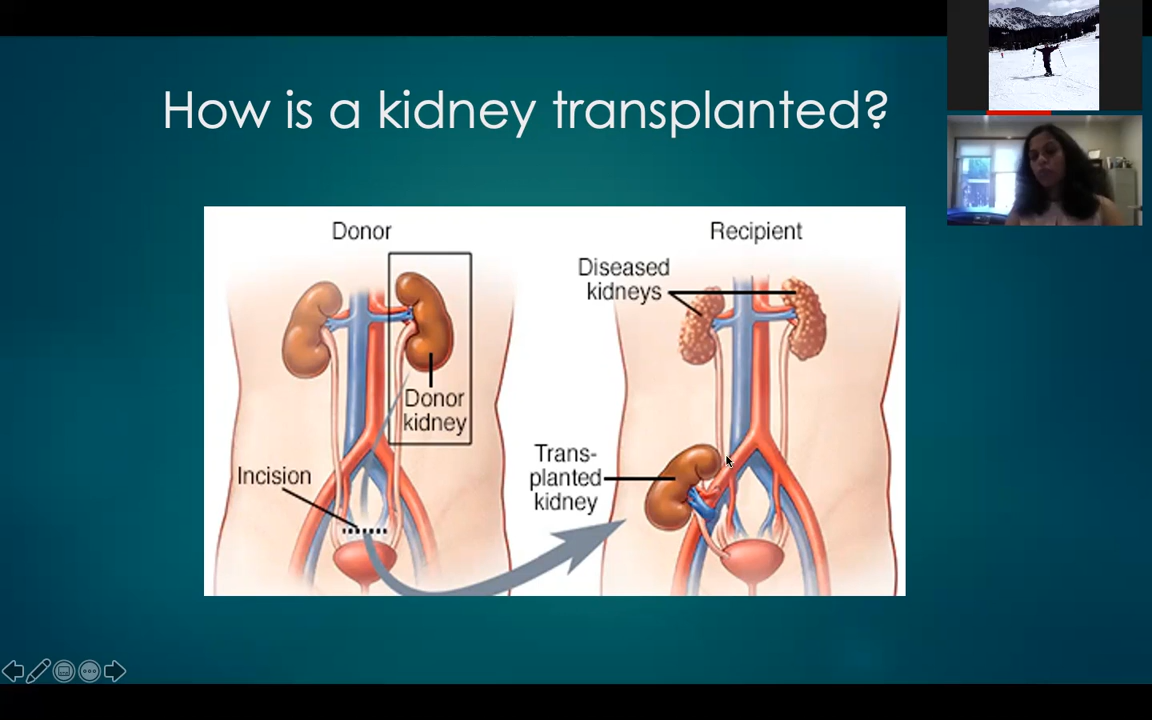 How is a kidney transplanted?
Donor
Recipient
Diseased
kidneys
Donor
kidney
Incision
Trans-
planted
kidney